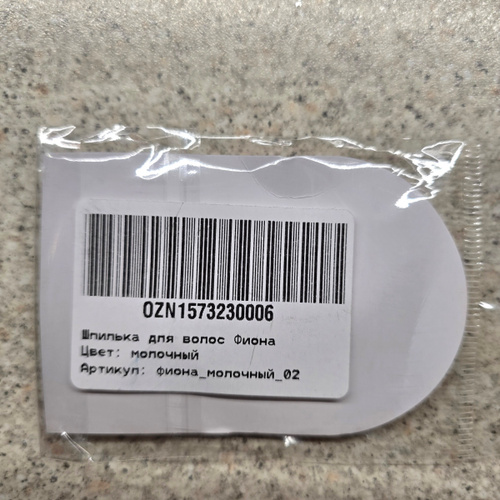 OZN1573230006
Шпилька для волос Фиона
Цвет: молочный
Артикул: фиона_молочный_02